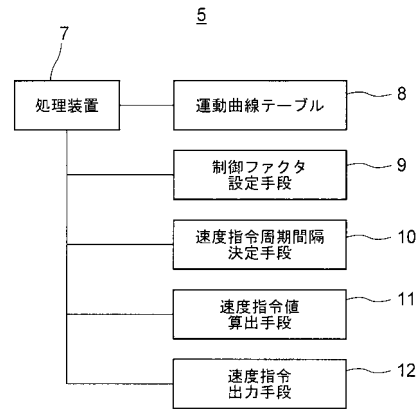 5
7
処理装置
運動曲線テーブル
8
制御ファクタ
設定手段
9
速度指令周期間隔
決定手段
10
速度指令値
算出手段
11
速度指令
出力手段
12